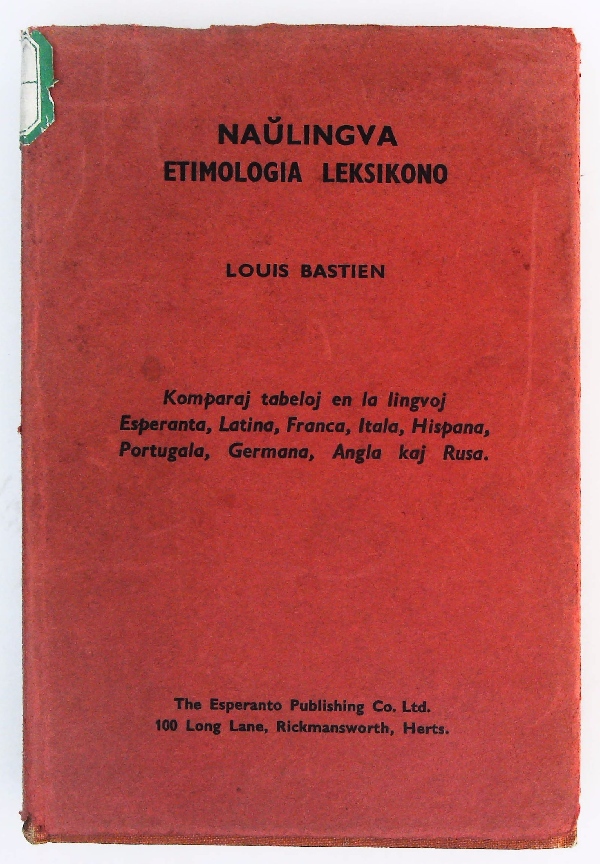 NAŬLINGVA
ETIMOLOGIA LEKSIKONO
LOUIS BASTIEN
Komparaj tabeloj en la lingvoj
Esperanta, Latina, Franca, Itala, Hispana,
Portugala, Germana, Angla kaj Rusa.
The Esperanto Publishing Co. Ltd.
100 Long Lane, Rickmansworth, Herts.